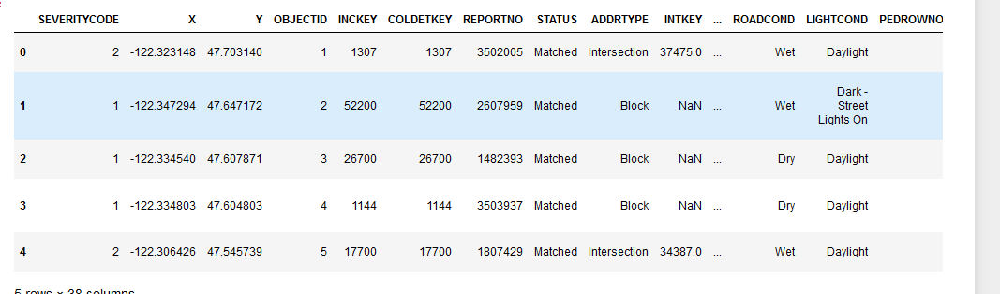 SEVERITYCODE X Y OBJECTID INCKEY COLDETKEY REPORTNO STATUS ADDRTYPE INTKEY ... ROADCOND LIGHTCOND PEDROWNO
0 2 -122.323148 47.703140 1 1307 1307 3502005 Matched Intersection 37475.0 ... Wet Daylight
1 1 -122.347294 47.647172 2 52200 52200 2607959 Matched Block NaN ... Wet Dark -
Street
Lights On
2 1 -122.334540 47.607871 3 26700 26700 1482393 Matched Block NaN ... Dry Daylight
3 1 -122.334803 47.604803 4 1144 1144 3503937 Matched Block NaN ... Dry Daylight
4 2 -122.306426 47.545739 5 17700 17700 1807429 Matched Intersection 34387.0 ... Wet Daylight
5 rows × 38 columns